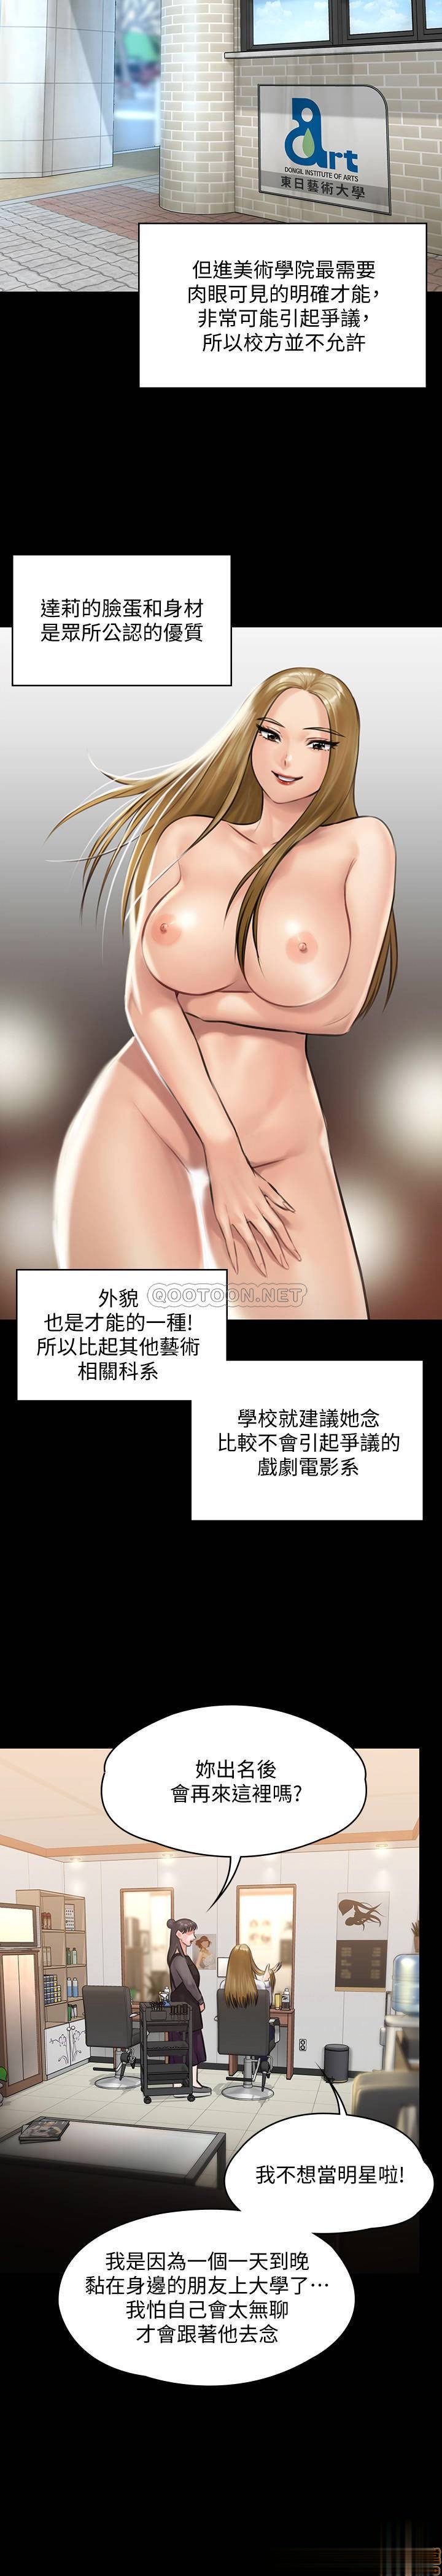 art
DONGIL INSTITUTE OF ARTS
東日藝術大學
但進美術學院最需要
肉眼可見的明確才能，
非常可能引起爭議，
所以校方並不允許
達莉的臉蛋和身材
是眾所公認的優質
QOOTOON.NET
外貌
也是才能的一種!
所以比起其他藝術
相關科系
學校就建議她念
比較不會引起爭議的
戲劇電影系
妳出名後
會再來這裡嗎?
我不想當明星啦!
我是因為一個一天到晚
黏在身邊的朋友上大學了…
我怕自己會太無聊
才會跟著他去念